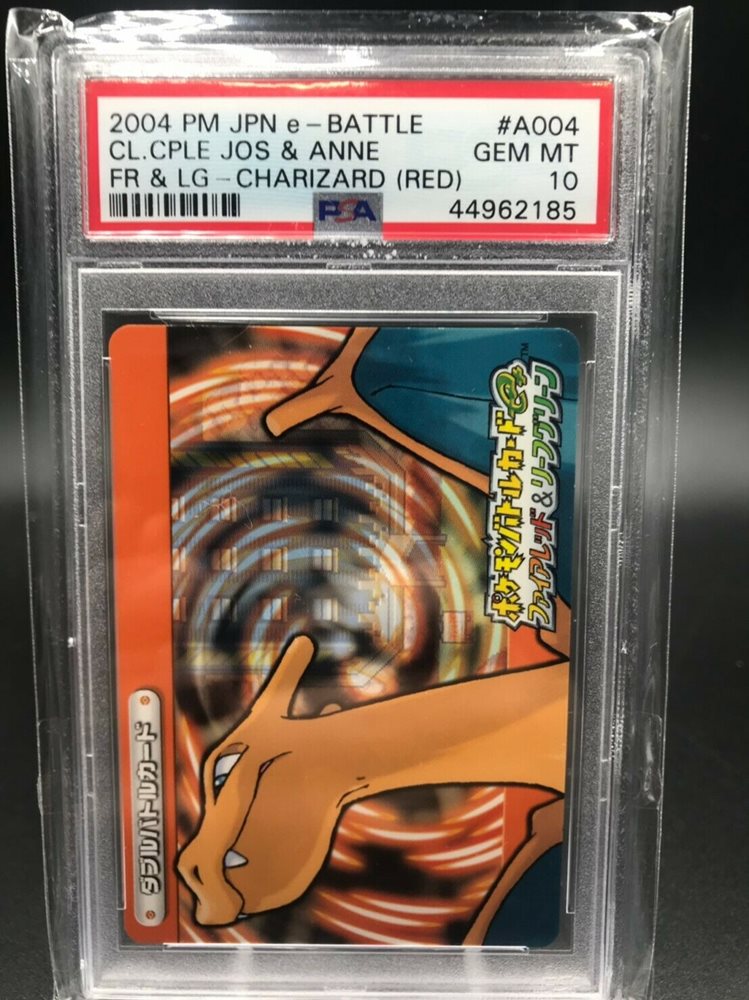 2004 PM JPN e-BATTLE #A004
CL.CPLE JOS & ANNE GEM MT
FR & LG-CHARIZARD (RED) 10
PSA 44962185
ポケモンバトルカードe+™
ファイアレッド&リーフグリーン
ダブルバトルカード